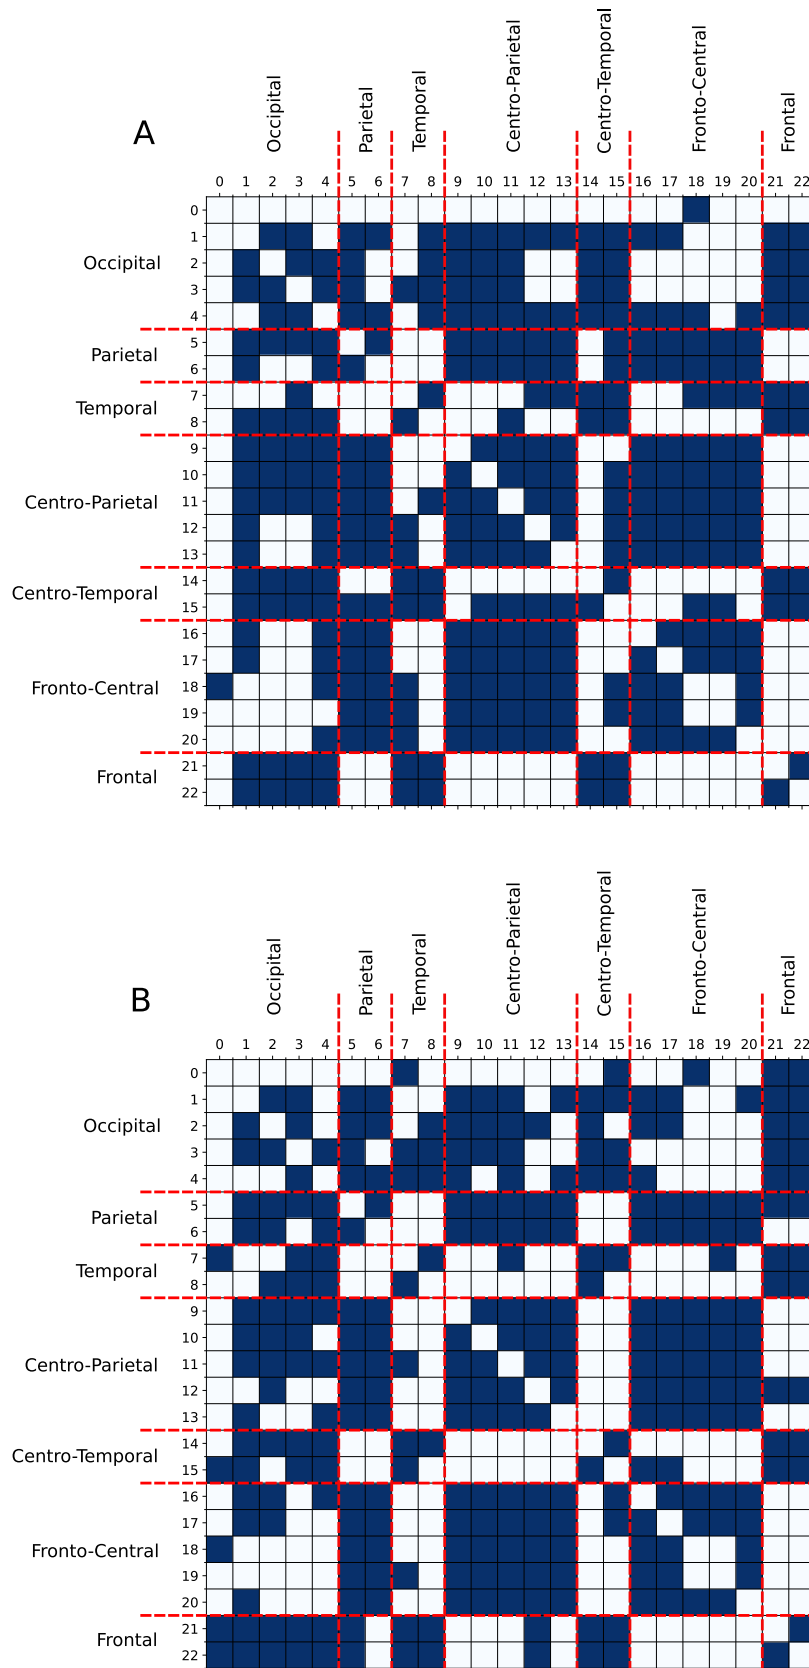 A
Occipital Parietal Temporal Centro-Parietal Centro-Temporal Fronto-Central Frontal
0 1 2 3 4 5 6 7 8 9 10 11 12 13 14 15 16 17 18 19 20 21 22
0
1
Occipital
2
3
4
Parietal
5
6
Temporal
7
8
9
10
Centro-Parietal
11
12
13
Centro-Temporal
14
15
16
17
Fronto-Central
18
19
20
Frontal
21
22
B
Occipital Parietal Temporal Centro-Parietal Centro-Temporal Fronto-Central Frontal
0 1 2 3 4 5 6 7 8 9 10 11 12 13 14 15 16 17 18 19 20 21 22
0
1
Occipital
2
3
4
Parietal
5
6
Temporal
7
8
9
10
Centro-Parietal
11
12
13
Centro-Temporal
14
15
16
17
Fronto-Central
18
19
20
Frontal
21
22